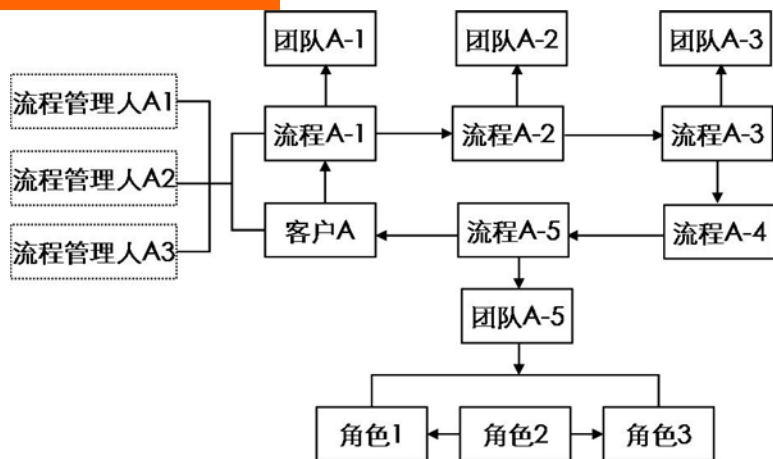 团队A-1
团队A-2
团队A-3
流程管理人A1
流程A-1
流程A-2
流程A-3
流程管理人A2
流程管理人A3
客户A
流程A-5
流程A-4
团队A-5
角色1
角色2
角色3